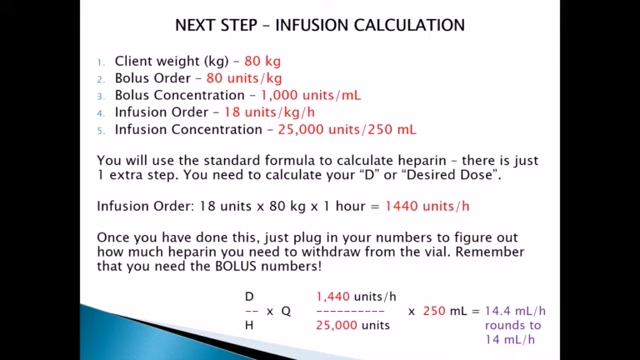 NEXT STEP – INFUSION CALCULATION
1. Client weight (kg) – 80 kg
2. Bolus Order – 80 units/kg
3. Bolus Concentration – 1,000 units/mL
4. Infusion Order – 18 units/kg/h
5. Infusion Concentration – 25,000 units/250 mL
You will use the standard formula to calculate heparin – there is just
1 extra step. You need to calculate your “D” or “Desired Dose”.
Infusion Order: 18 units x 80 kg x 1 hour = 1440 units/h
Once you have done this, just plug in your numbers to figure out
how much heparin you need to withdraw from the vial. Remember
that you need the BOLUS numbers!
D 1,440 units/h
-- x Q ---------- x 250 mL = 14.4 mL/h
H 25,000 units rounds to
14 mL/h